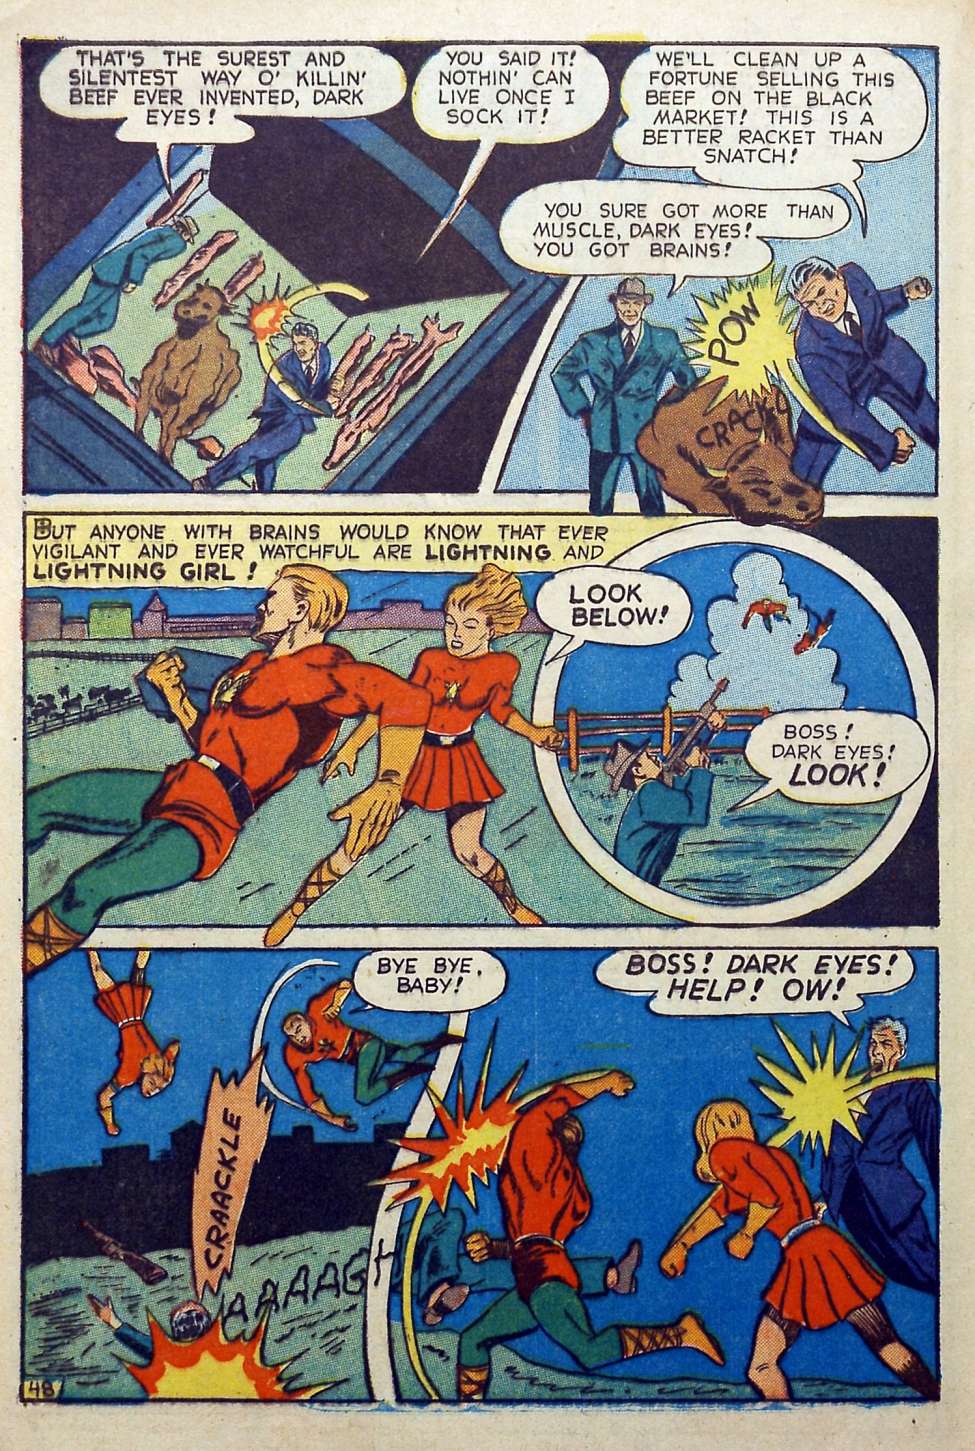 THAT'S THE SUREST AND
SILENTEST WAY O' KILLIN'
BEEF EVER INVENTED, DARK
EYES!
YOU SAID IT!
NOTHIN' CAN
LIVE ONCE I
SOCK IT!
WE'LL CLEAN UP A
FORTUNE SELLING THIS
BEEF ON THE BLACK
MARKET! THIS IS A
BETTER RACKET THAN
SNATCH!
YOU SURE GOT MORE THAN
MUSCLE, DARK EYES!
YOU GOT BRAINS!
POW
CRACK-
BUT ANYONE WITH BRAINS WOULD KNOW THAT EVER
VIGILANT AND EVER WATCHFUL ARE LIGHTNING AND
LIGHTNING GIRL!
LOOK
BELOW!
BOSS!
DARK EYES!
LOOK!
BYE BYE,
BABY!
CRAACKLE
AAAAAGH
BOSS! DARK EYES!
HELP! OW!
48